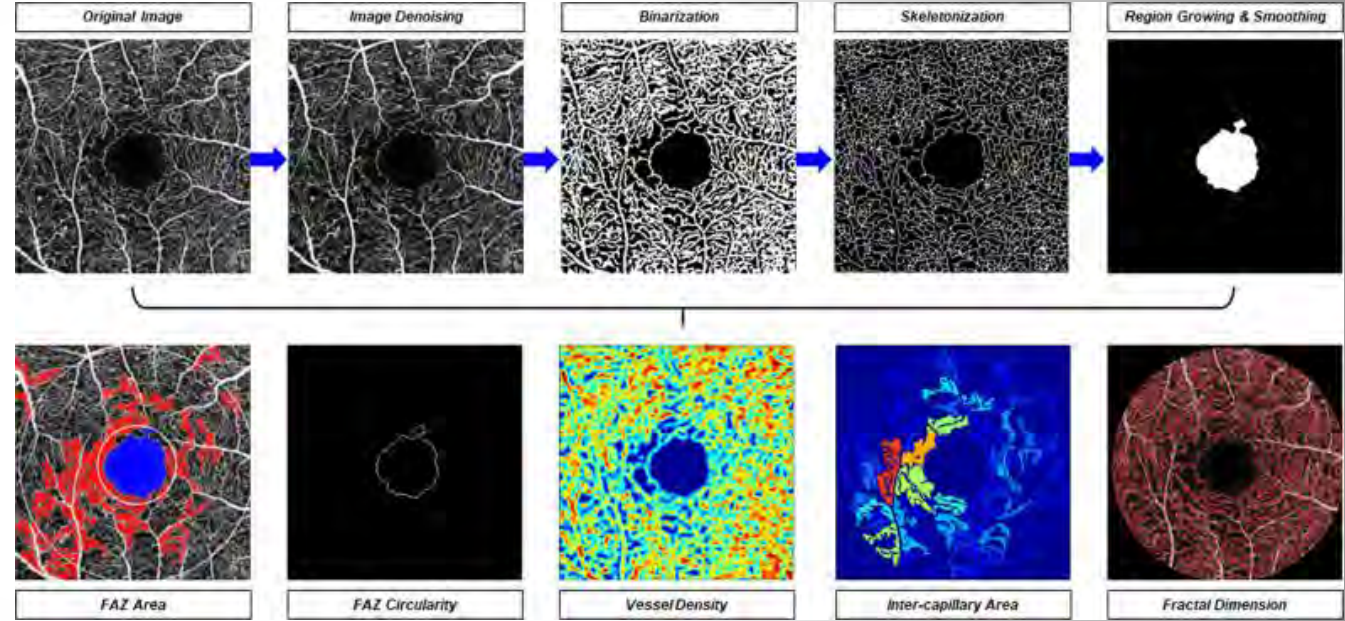 Original Image
Image Denoising
Binarization
Skeletonization
Region Growing & Smoothing
FAZ Area
FAZ Circularity
Vessel Density
Inter-capillary Area
Fractal Dimension